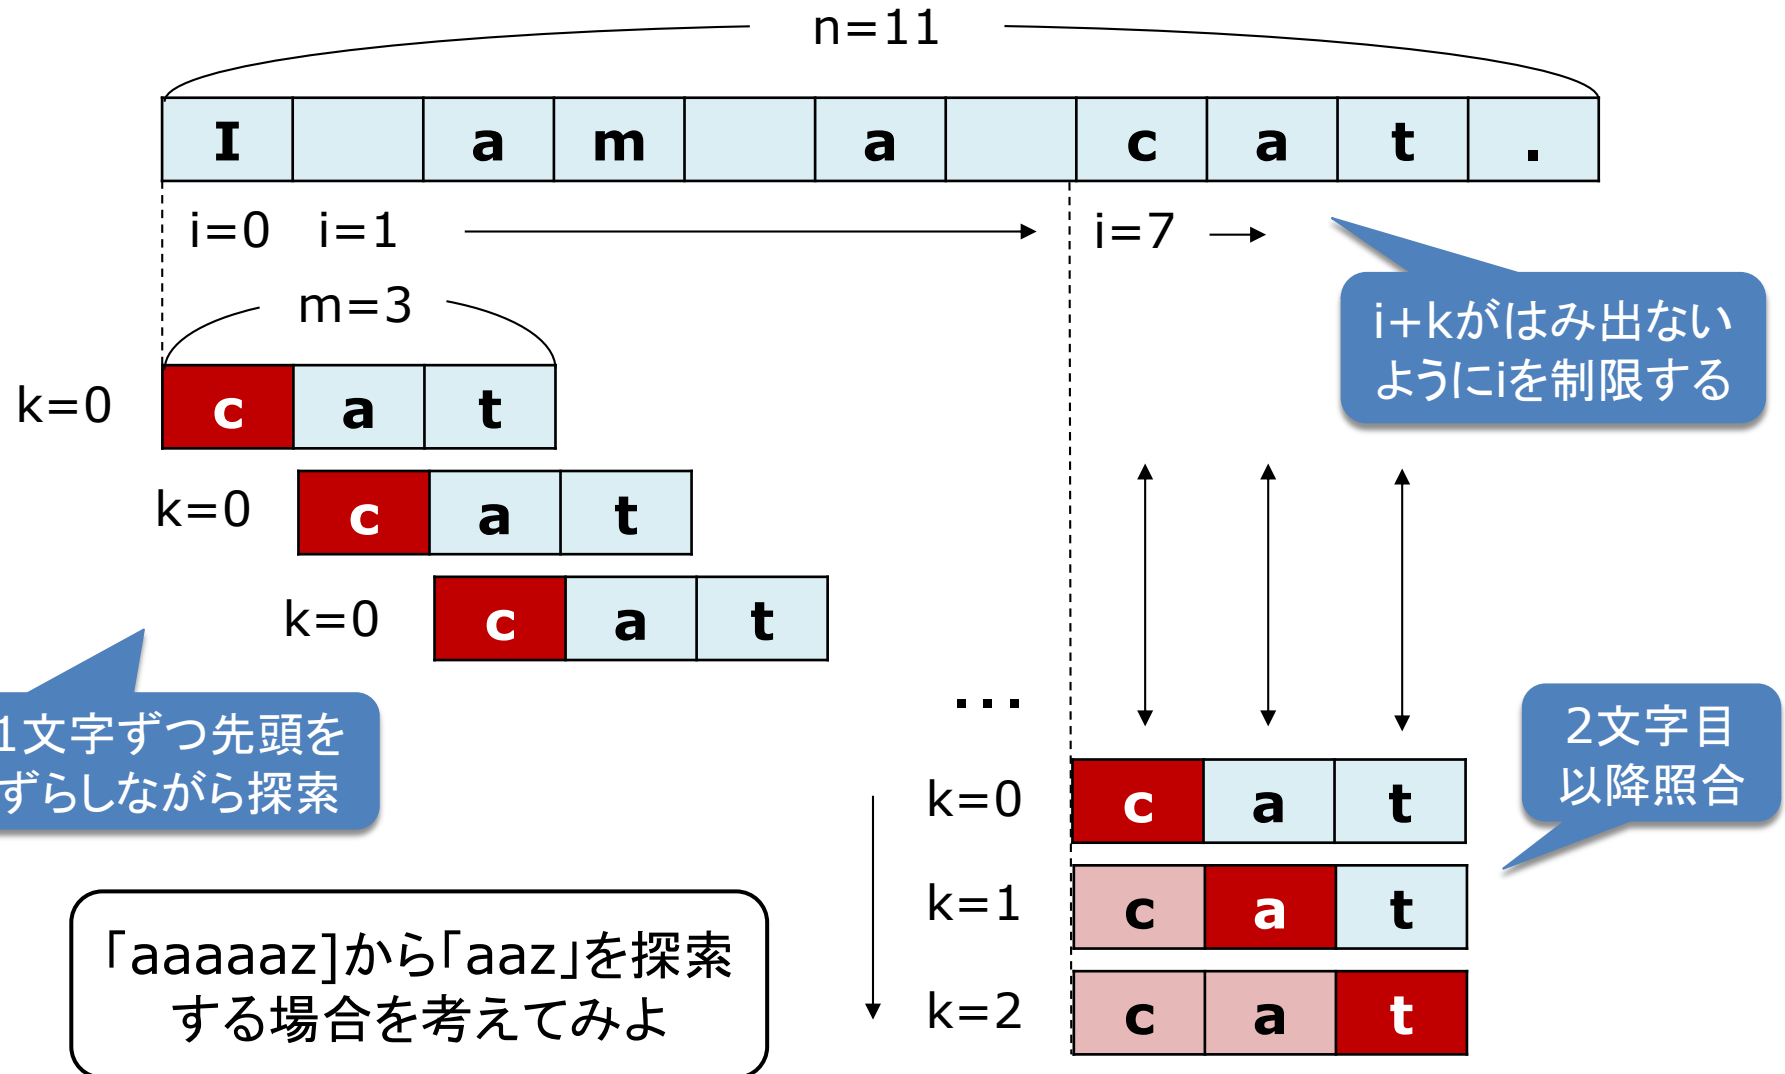 n=11
I a m a c a t .
i=0 i=1 i=7
m=3
i+kがはみ出ない
ようにiを制限する
k=0 c a t
k=0 c a t
k=0 c a t
1文字ずつ先頭を
ずらしながら探索
...
2文字目
以降照合
k=0 c a t
k=1 c a t
k=2 c a t
「aaaaaz]から「aaz」を探索
する場合を考えてみよ